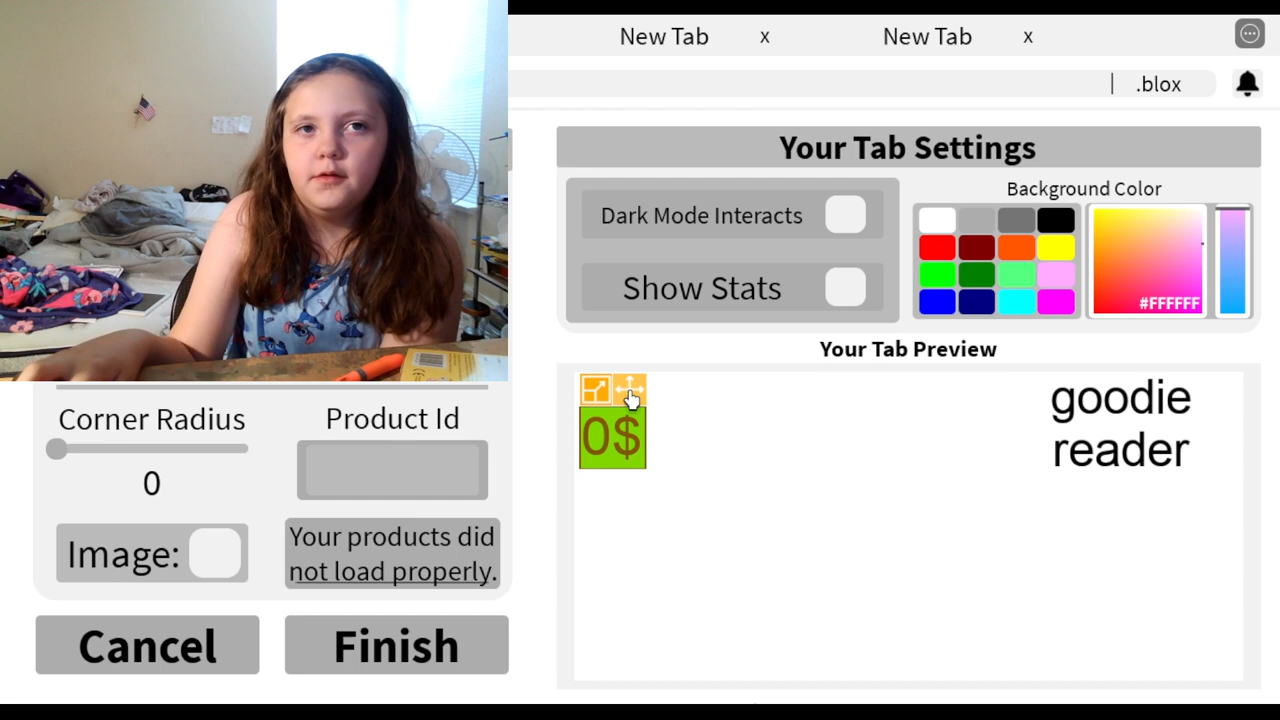 New Tab x New Tab x
.blox
Your Tab Settings
Dark Mode Interacts
Show Stats
Background Color
#FFFFFF
Your Tab Preview
0$
goodie
reader
Corner Radius
0
Product Id
Image:
Your products did
not load properly.
Cancel
Finish